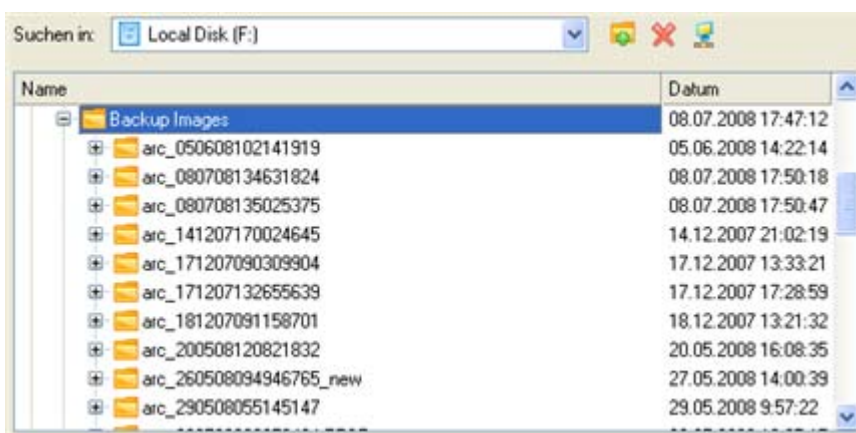 Suchen in: Local Disk (F:)
Name Datum
Backup Images 08.07.2008 17:47:12
arc_050608102141919 05.06.2008 14:22:14
arc_080708134631824 08.07.2008 17:50:18
arc_080708135025375 08.07.2008 17:50:47
arc_141207170024645 14.12.2007 21:02:19
arc_171207090309904 17.12.2007 13:33:21
arc_171207132655639 17.12.2007 17:28:59
arc_181207091158701 18.12.2007 13:21:32
arc_200508120821832 20.05.2008 16:08:35
arc_260508094946765_new 27.05.2008 14:00:39
arc_290508055145147 29.05.2008 9:57:22